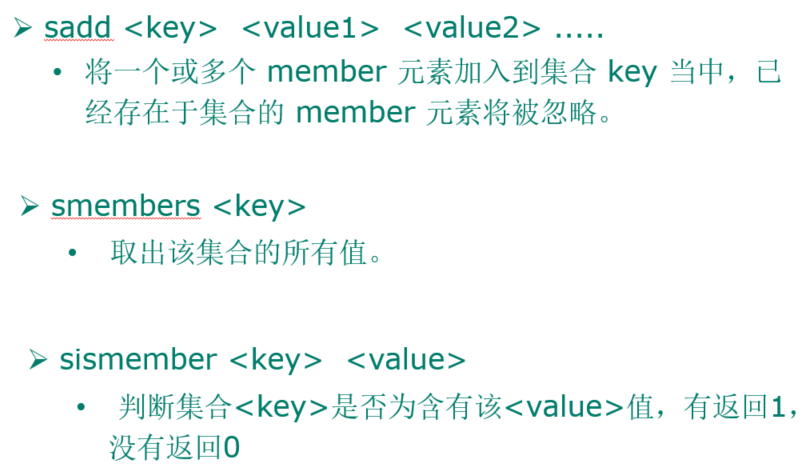 ➢ sadd <key> <value1> <value2> .....
• 将一个或多个 member 元素加入到集合 key 当中，已
经存在于集合的 member 元素将被忽略。
➢ smembers <key>
• 取出该集合的所有值。
➢ sismember <key> <value>
• 判断集合<key>是否为含有该<value>值，有返回1，
没有返回0